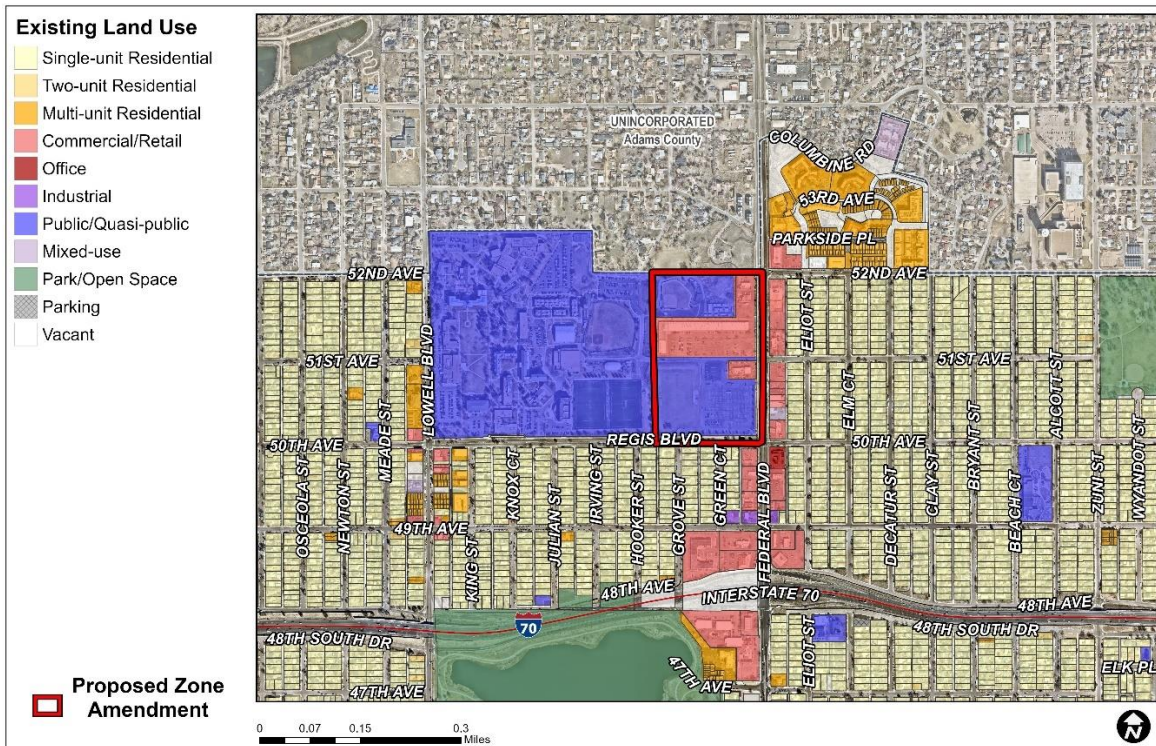 Existing Land Use
Single-unit Residential
Two-unit Residential
Multi-unit Residential
Commercial/Retail
Office
Industrial
Public/Quasi-public
Mixed-use
Park/Open Space
Parking
Vacant
UNINCORPORATED
Adams County
COLUMBINE RD
53RD AVE
PARKSIDE PL
52ND AVE
52ND AVE
LOWELL BLVD
ELIOT ST
51ST AVE
51ST AVE
MEADE ST
ELM CT
ALCOTT ST
50TH AVE
REGIS BLVD
50TH AVE
OSCEOLA ST
NEWTON ST
KNOX CT
IRVING ST
GREEN CT
BRYANT ST
WYANDOT ST
JULIAN ST
HOOKER ST
GROVE ST
FEDERAL BLVD
DECATUR ST
CLAY ST
BEACH CT
ZUNI ST
49TH AVE
KING ST
48TH AVE
INTERSTATE 70
48TH AVE
70
48TH SOUTH DR
48TH SOUTH DR
ELIOT ST
47TH AVE
47TH AVE
ELK PL
Proposed Zone
Amendment
0 0.07 0.15 0.3
Miles
N